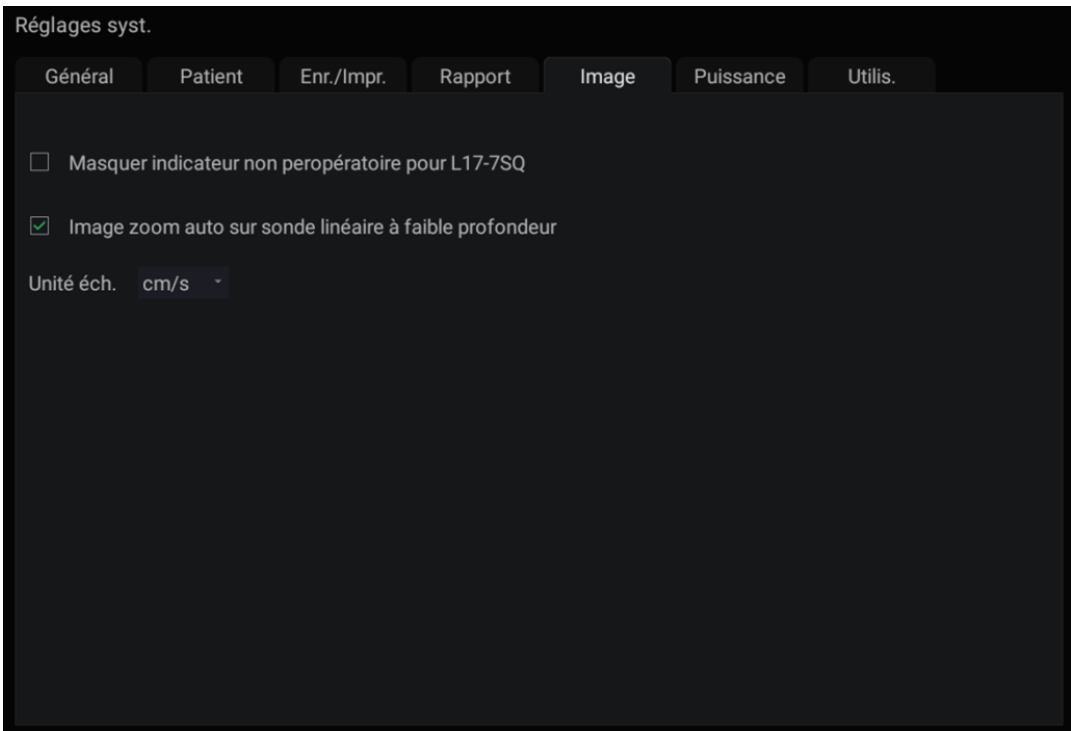 Réglages syst.
Général Patient Enr./Impr. Rapport Image Puissance Utilis.
Masquer indicateur non peropératoire pour L17-7SQ
Image zoom auto sur sonde linéaire à faible profondeur
Unité éch. cm/s